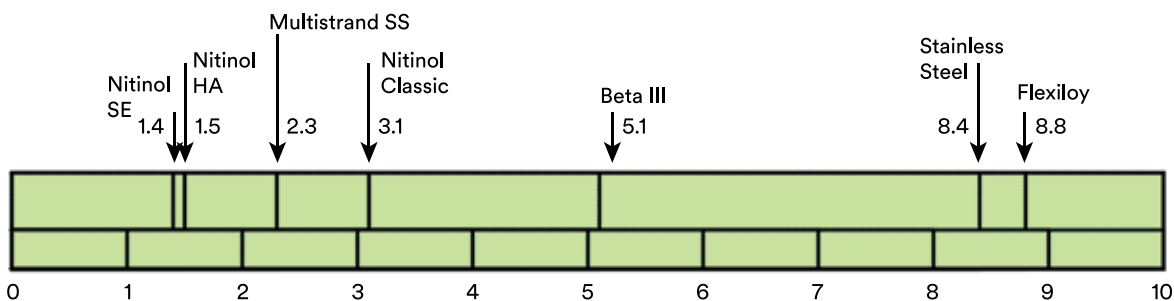 Multistrand SS
Nitinol
HA
Nitinol
SE
Nitinol
Classic
Beta III
Stainless
Steel
Flexiloy
1.4
1.5
2.3
3.1
5.1
8.4
8.8
0 1 2 3 4 5 6 7 8 9 10